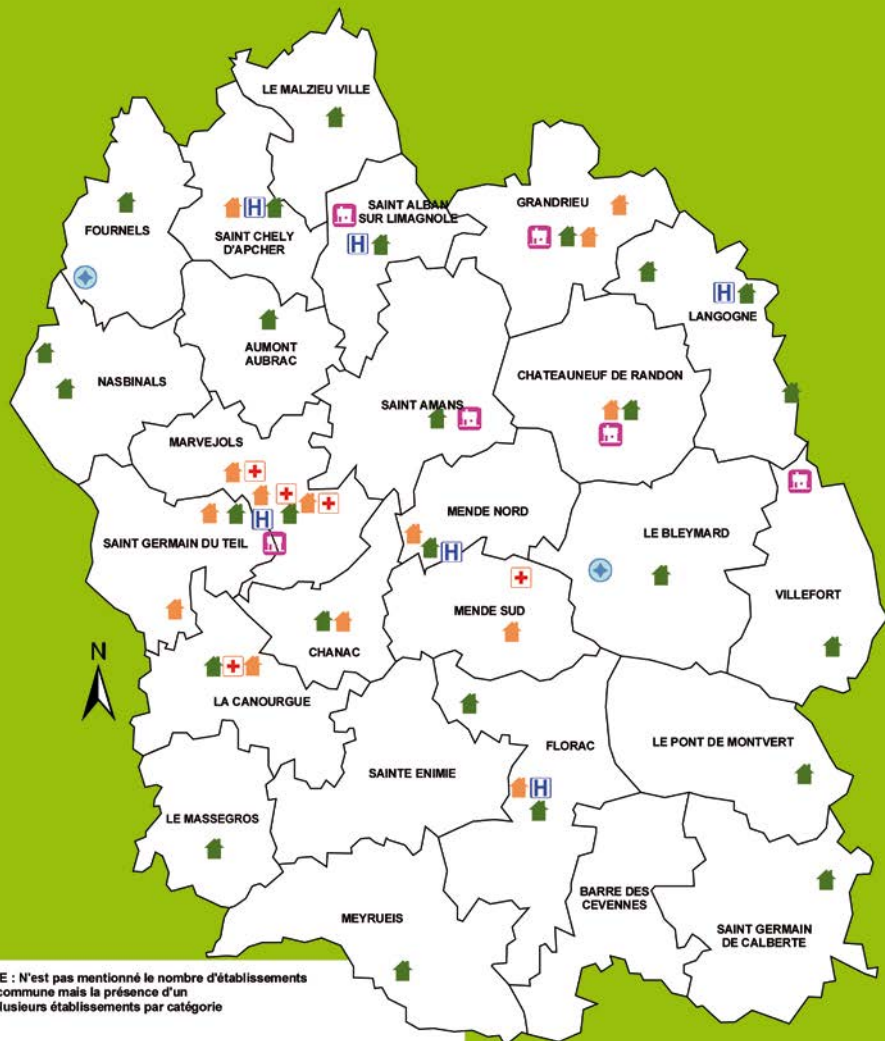 LE MALZIEU VILLE
SAINT ALBAN
SUR LIMAGNOLE
GRANDRIEU
FOURNELS
H
SAINT CHELY
D'APCHER
H
H
LANGOGNE
AUMONT
AUBRAC
NASBINALS
CHATEAUNEUF DE RANDON
SAINT AMANS
MARVEJOLS
MENDE NORD
H
SAINT GERMAIN DU TEIL
H
LE BLEYMARD
VILLEFORT
MENDE SUD
CHANAC
N
LA CANOURGUE
FLORAC
LE PONT DE MONTVERT
SAINTE ENIMIE
H
LE MASSEGROS
BARRE DES
CEVENNES
MEYRUEIS
SAINT GERMAIN
DE CALBERTE
E : N'est pas mentionné le nombre d'établissements
commune mais la présence d'un
lusieurs établissements par catégorie